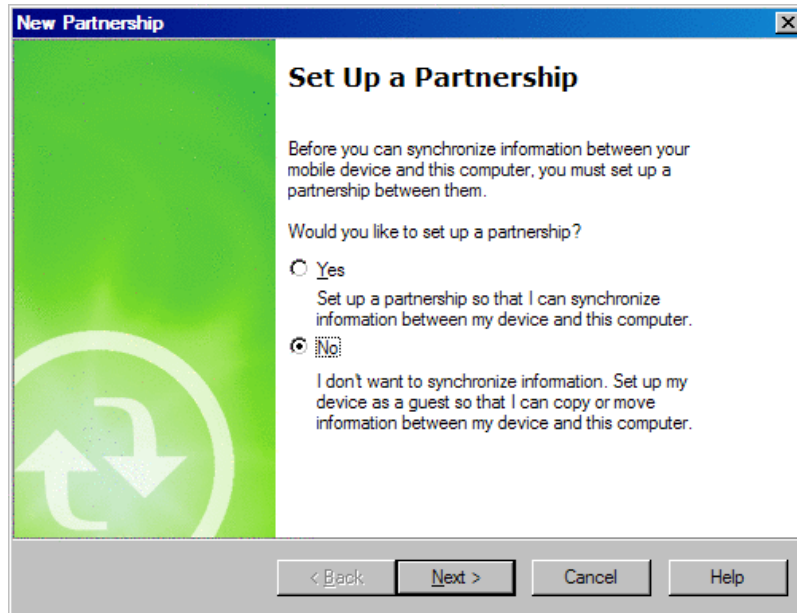 New Partnership
Set Up a Partnership
Before you can synchronize information between your
mobile device and this computer, you must set up a
partnership between them.
Would you like to set up a partnership?
Yes
Set up a partnership so that I can synchronize
information between my device and this computer.
No
I don't want to synchronize information. Set up my
device as a guest so that I can copy or move
information between my device and this computer.
< Back Next > Cancel Help